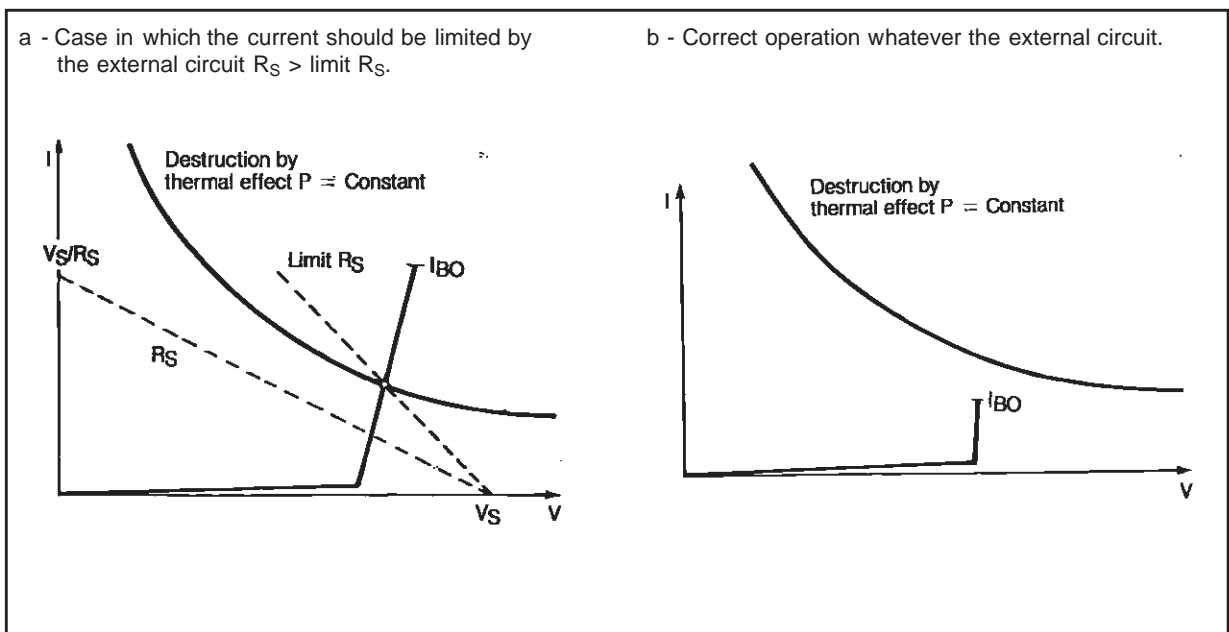 a - Case in which the current should be limited by
the external circuit RS > limit RS.
I
Destruction by
thermal effect P = Constant
VS/RS
Limit RS
IBO
RS
VS
V
b - Correct operation whatever the external circuit.
I
Destruction by
thermal effect P = Constant
IBO
V